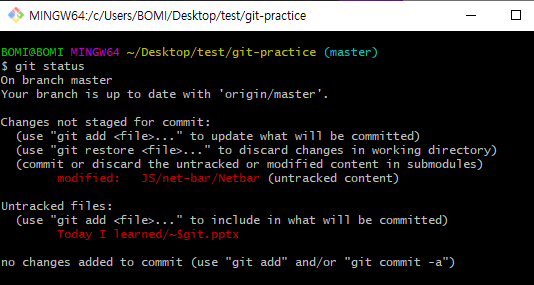 MINGW64:/c/Users/BOMI/Desktop/test/git-practice
BOMI@BOMI MINGW64 ~/Desktop/test/git-practice (master)
$ git status
On branch master
Your branch is up to date with 'origin/master'.
Changes not staged for commit:
(use "git add <file>..." to update what will be committed)
(use "git restore <file>..." to discard changes in working directory)
(commit or discard the untracked or modified content in submodules)
modified:   JS/net-bar/Netbar (untracked content)
Untracked files:
(use "git add <file>..." to include in what will be committed)
Today I learned/~$git.pptx
no changes added to commit (use "git add" and/or "git commit -a")